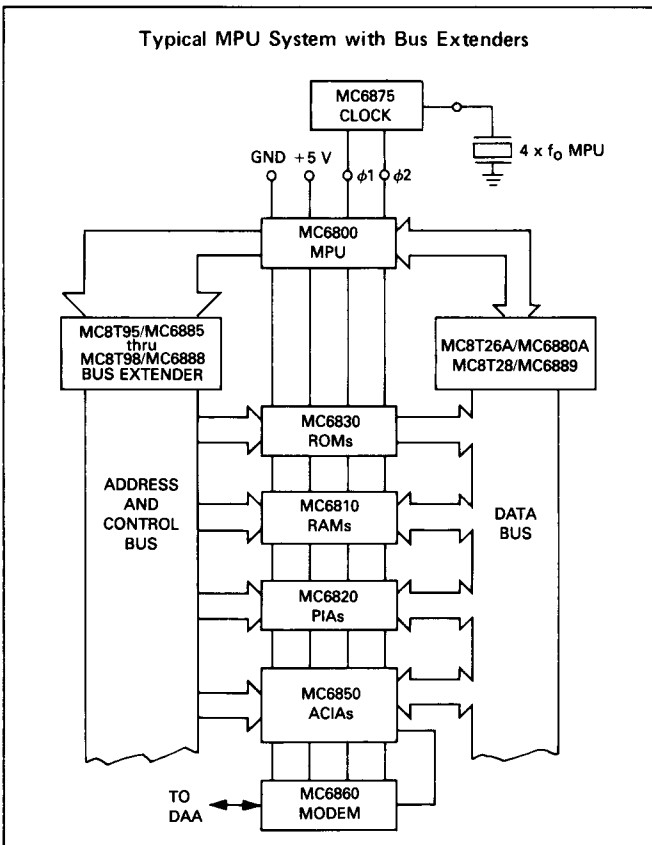 Typical MPU System with Bus Extenders
MC6875
CLOCK
4 x fo MPU
GND +5 V
ϕ1 ϕ2
MC6800
MPU
MC8T95/MC6885
thru
MC8T98/MC6888
BUS EXTENDER
MC8T26A/MC6880A
MC8T28/MC6889
MC6830
ROMs
ADDRESS
AND
CONTROL
BUS
MC6810
RAMs
DATA
BUS
MC6820
PIAs
MC6850
ACIAs
TO
DAA
MC6860
MODEM